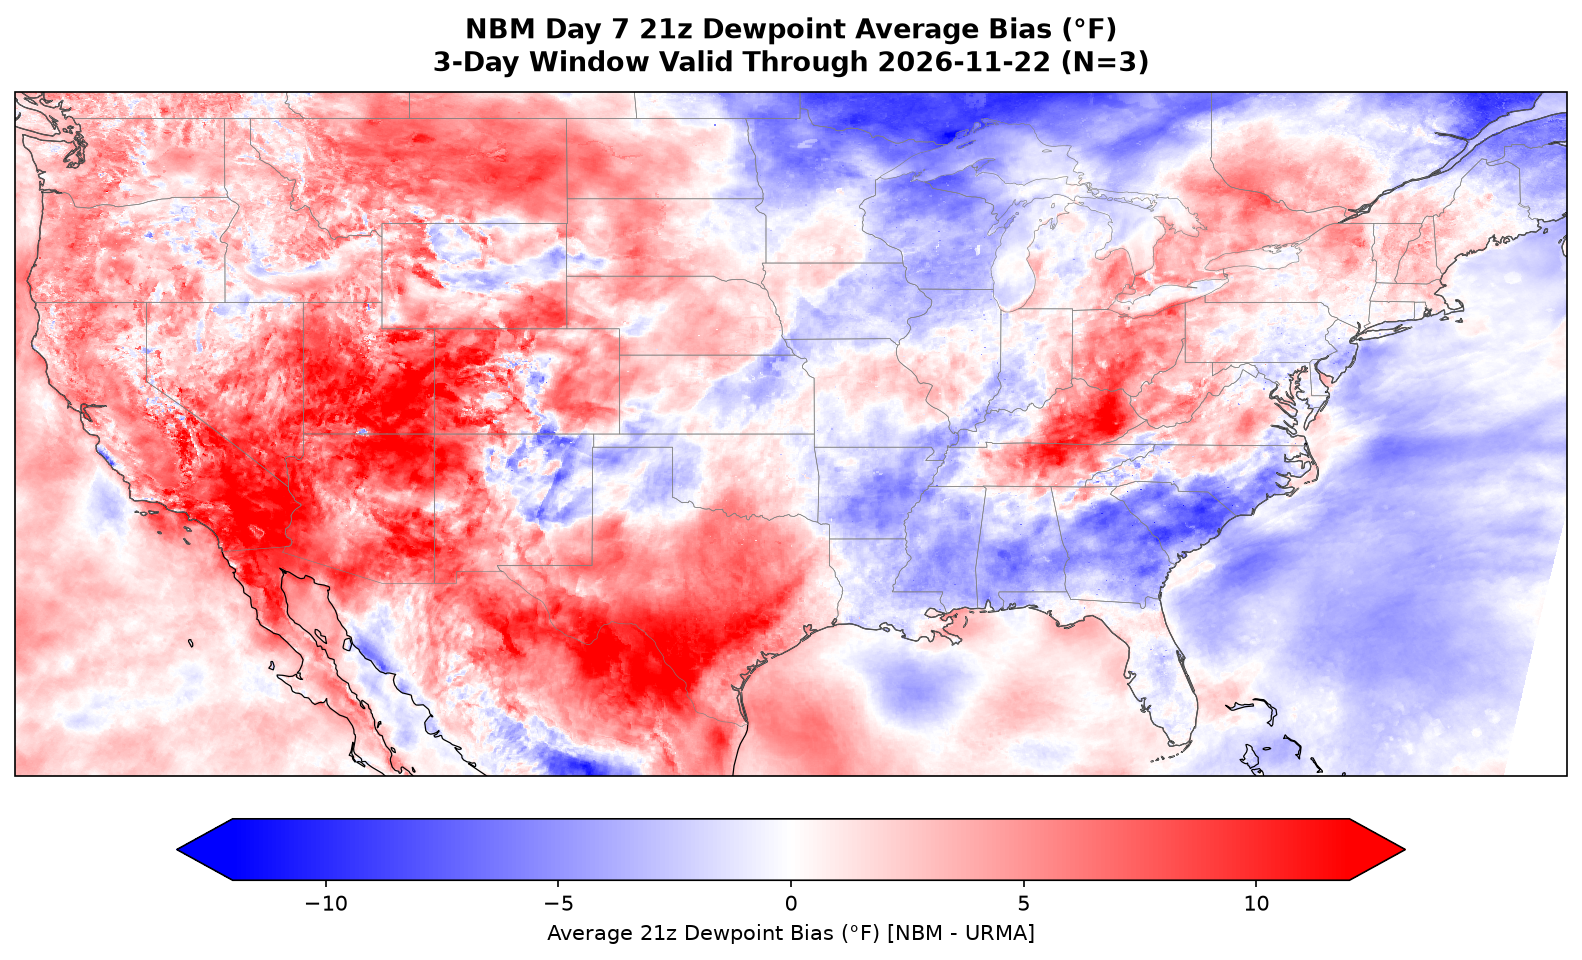 NBM Day 7 21z Dewpoint Average Bias (°F)
3-Day Window Valid Through 2026-11-22 (N=3)
−10 −5 0 5 10
Average 21z Dewpoint Bias (°F) [NBM - URMA]